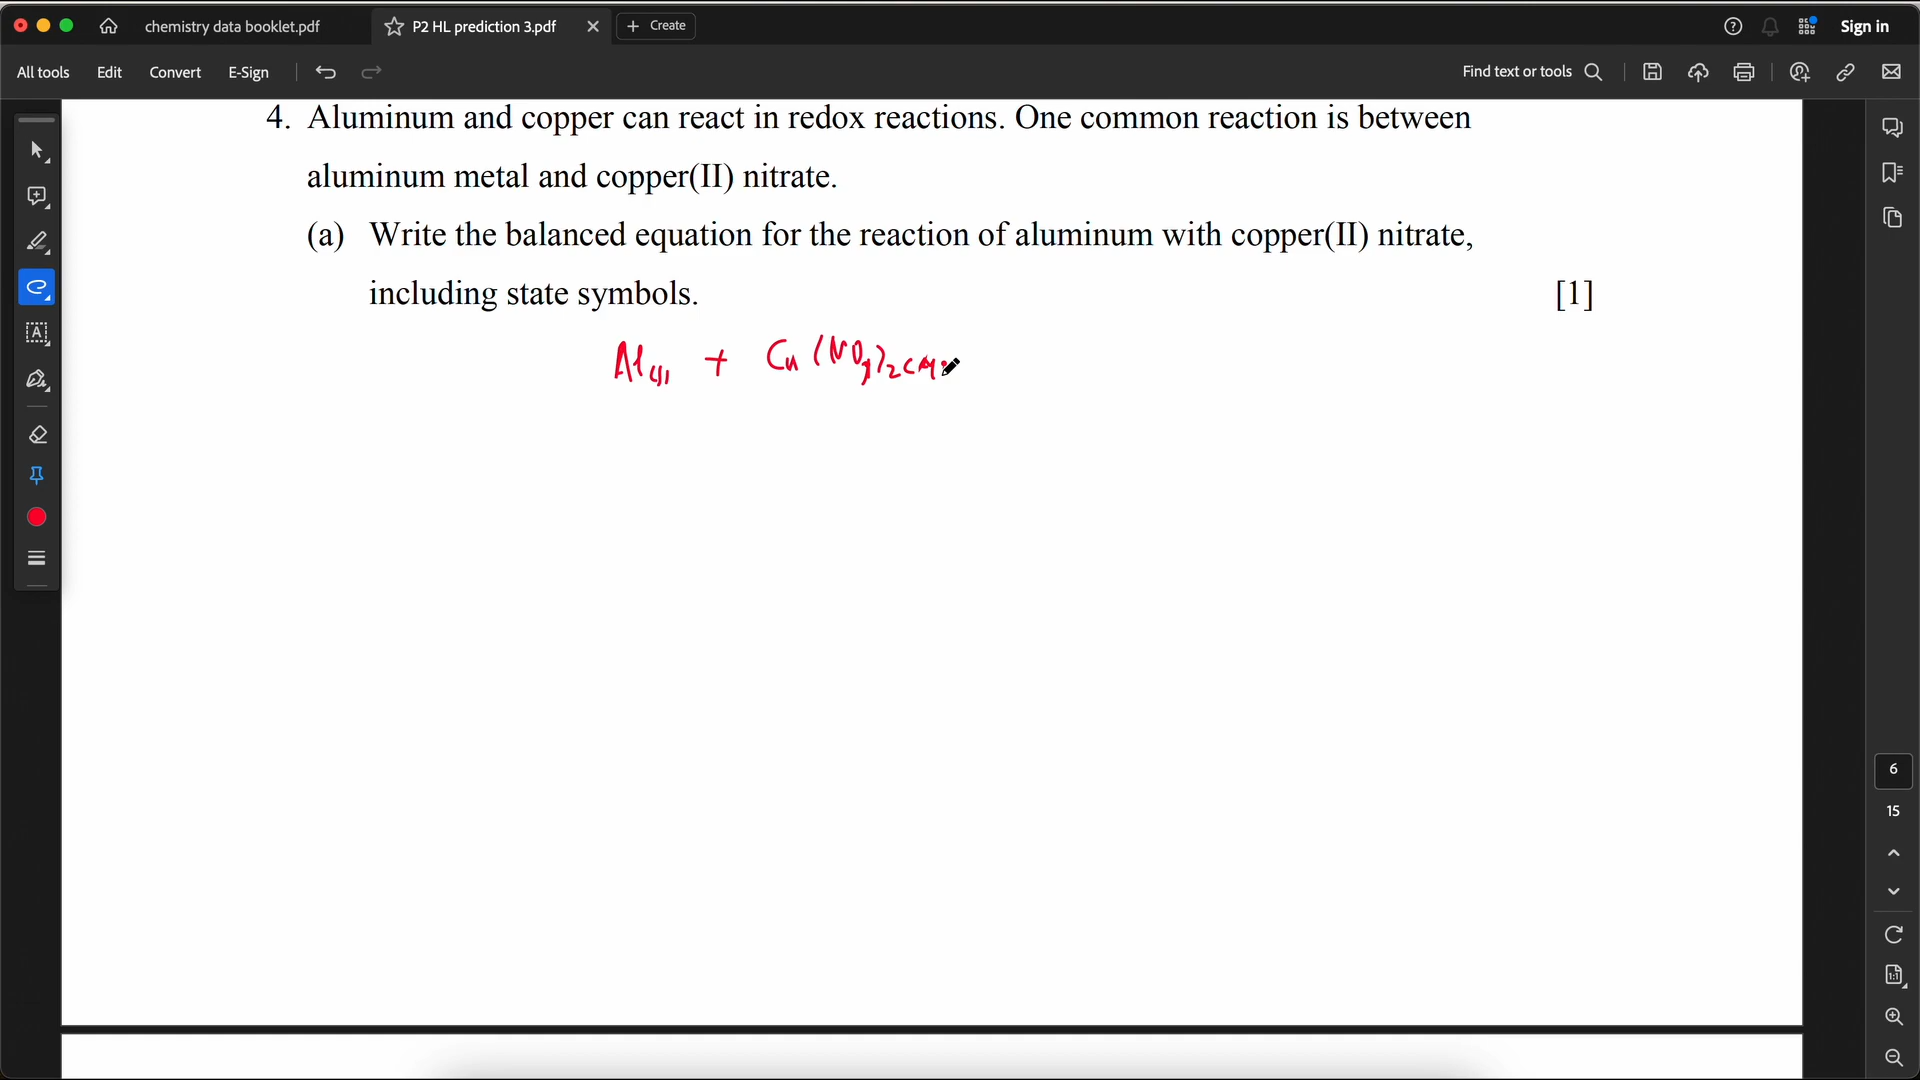 chemistry data booklet.pdf
P2 HL prediction 3.pdf
Create
Sign in
All tools
Edit
Convert
E-Sign
Find text or tools
4. Aluminum and copper can react in redox reactions. One common reaction is between
aluminum metal and copper(II) nitrate.
(a) Write the balanced equation for the reaction of aluminum with copper(II) nitrate,
including state symbols. [1]
Al(s) + Cu(NO3)2(aq
6
15